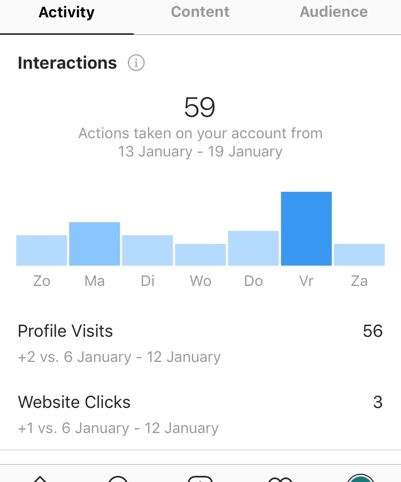 Activity Content Audience
Interactions
59
Actions taken on your account from
13 January - 19 January
Zo Ma Di Wo Do Vr Za
Profile Visits 56
+2 vs. 6 January - 12 January
Website Clicks 3
+1 vs. 6 January - 12 January